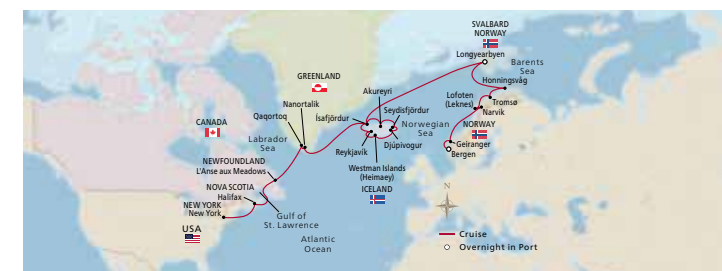 SVALBARD
NORWAY
Longyearbyen
Barents
Sea
Honningsvåg
GREENLAND
Akureyri
Lofoten
(Leknes)
Tromsø
Narvik
Nanortalik
Seydisfjördur
Qaqortoq
Ísafjördur
Norwegian
Sea
NORWAY
CANADA
Labrador
Sea
Reykjavík
Djúpivogur
Geiranger
Bergen
NEWFOUNDLAND
L'Anse aux Meadows
Westman Islands
(Heimaey)
NOVA SCOTIA
Halifax
ICELAND
N
NEW YORK
New York
Gulf of
St. Lawrence
USA
Atlantic
Ocean
Cruise
Overnight in Port